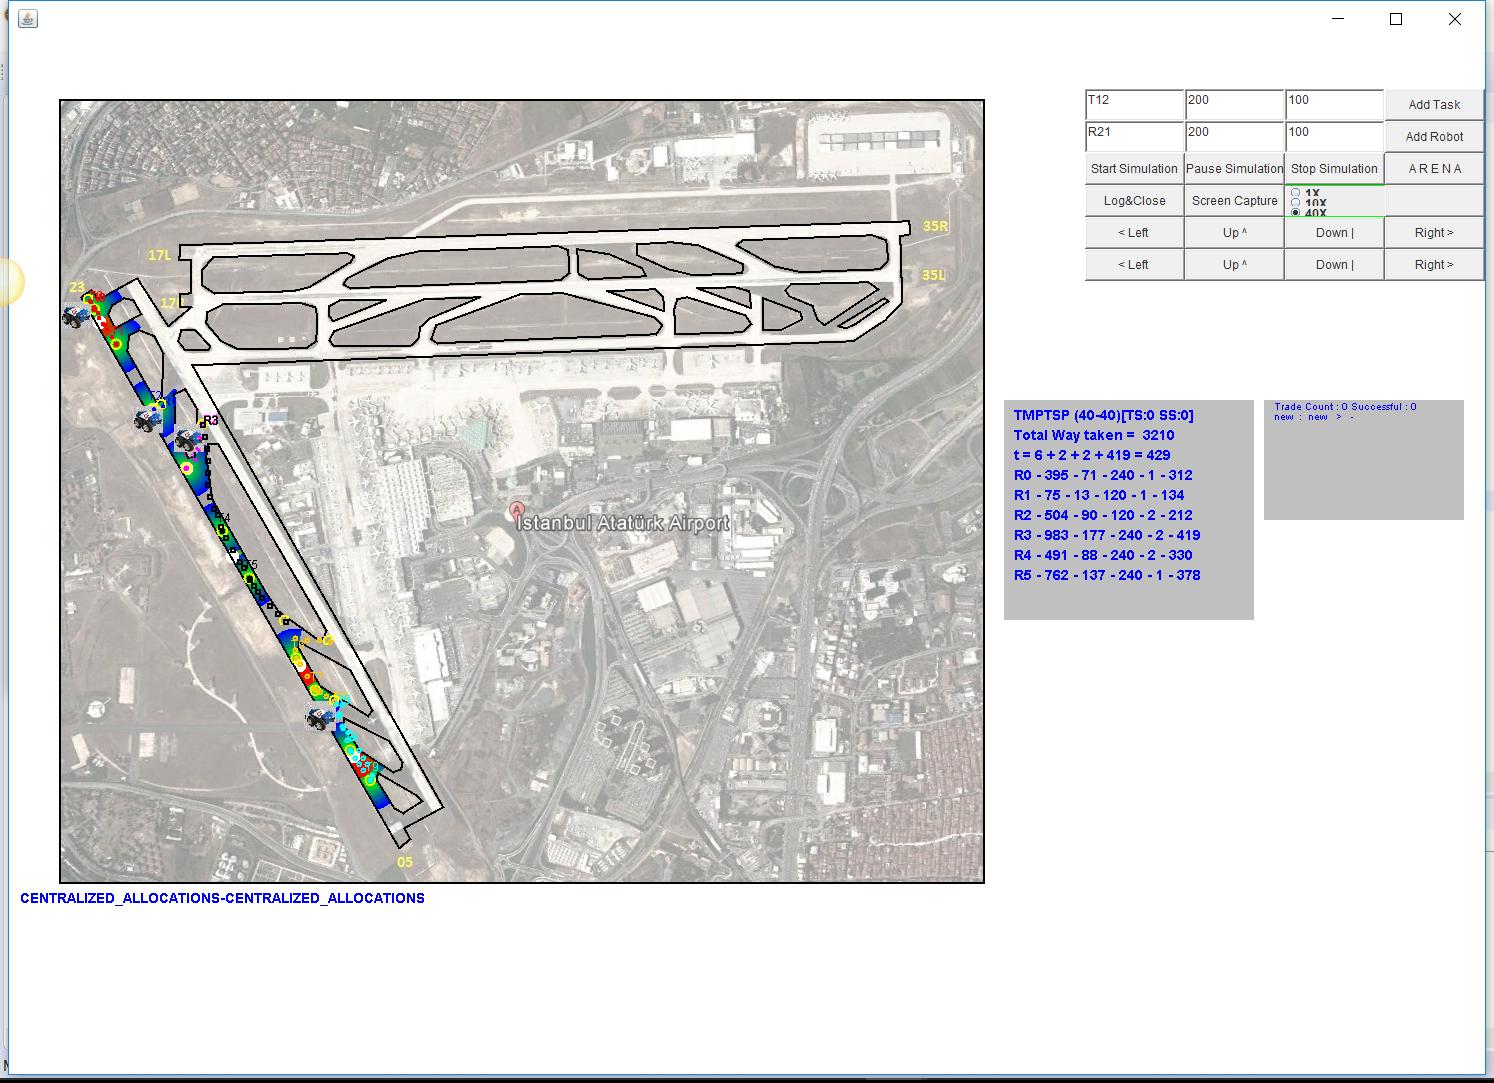 T12 200 100 Add Task
R21 200 100 Add Robot
Start Simulation Pause Simulation Stop Simulation A R E N A
Log&Close Screen Capture
1X
10X
40X
< Left Up ^ Down | Right >
< Left Up ^ Down | Right >
35R
17L
35L
23
R3
A
İstanbul Atatürk Airport
05
TMPTSP (40-40)[TS:0 SS:0]
Total Way taken = 3210
t = 6 + 2 + 2 + 419 = 429
R0 - 395 - 71 - 240 - 1 - 312
R1 - 75 - 13 - 120 - 1 - 134
R2 - 504 - 90 - 120 - 2 - 212
R3 - 983 - 177 - 240 - 2 - 419
R4 - 491 - 88 - 240 - 2 - 330
R5 - 762 - 137 - 240 - 1 - 378
Trade Count : 0 Successful : 0
new : new > -
CENTRALIZED_ALLOCATIONS-CENTRALIZED_ALLOCATIONS